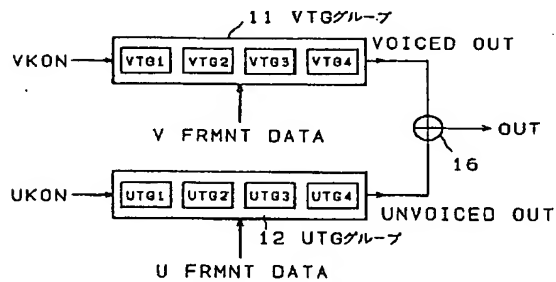 11 VTGグループ
VKON
VTG1 VTG2 VTG3 VTG4
VOICED OUT
V FRMNT DATA
OUT
16
UKON
UTG1 UTG2 UTG3 UTG4
UNVOICED OUT
12 UTGグループ
U FRMNT DATA